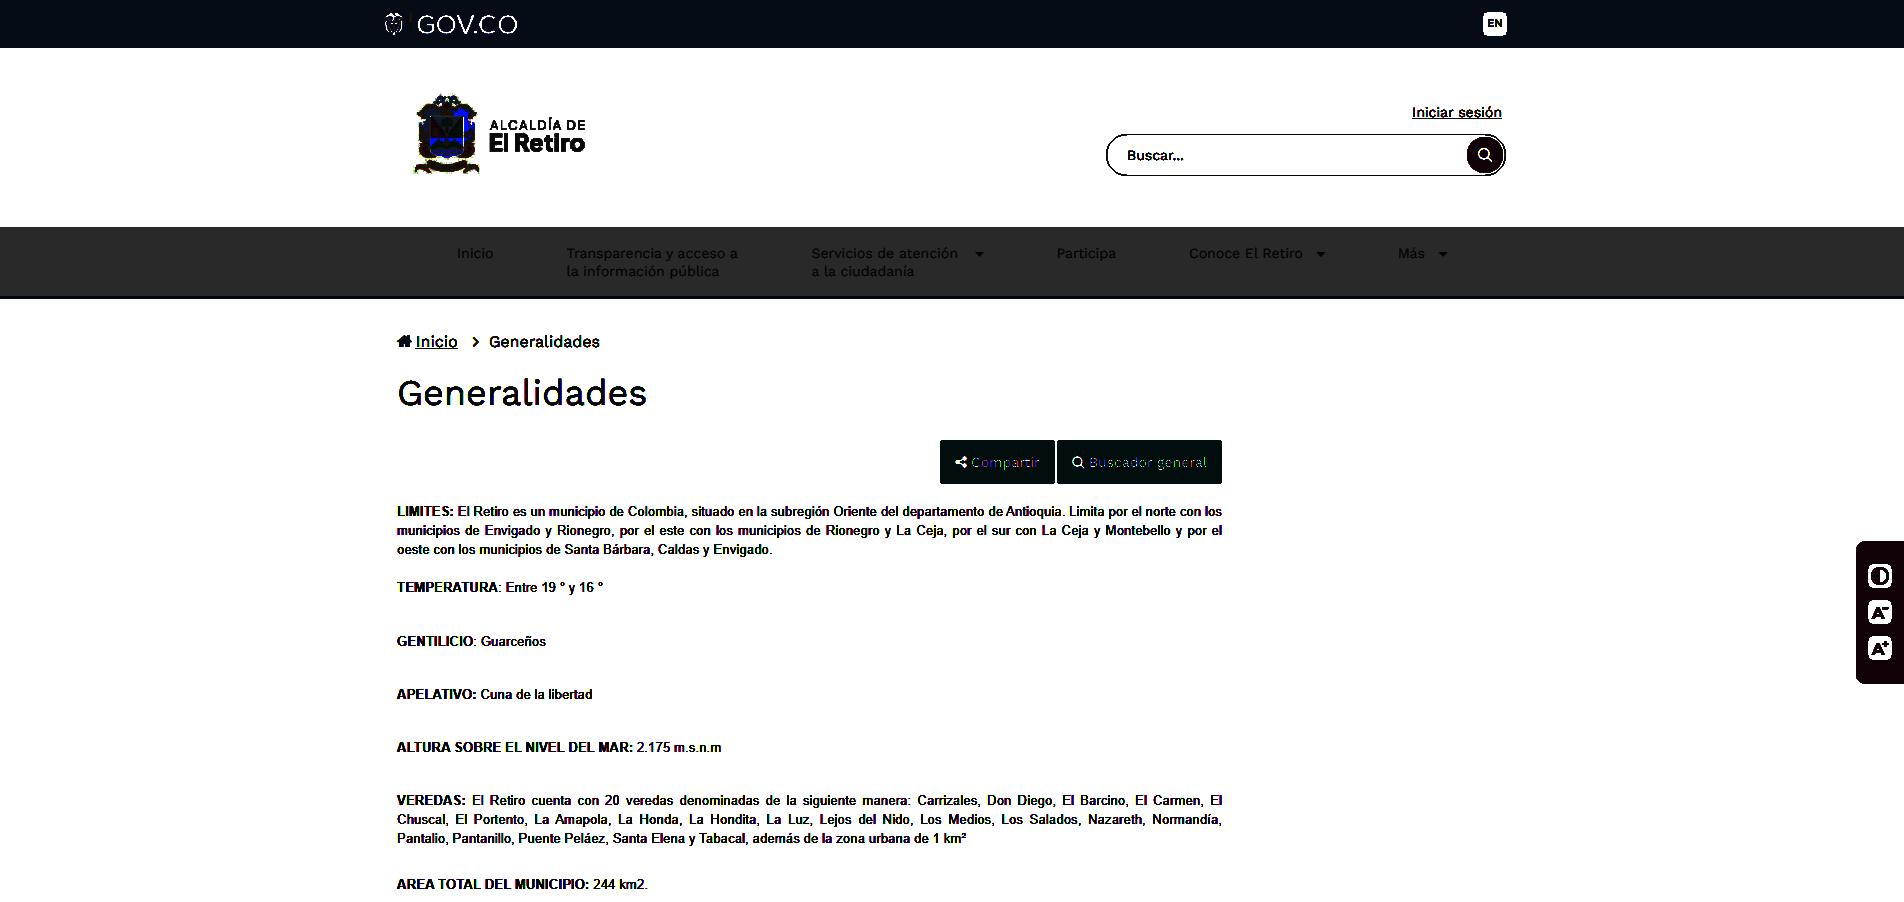 GOV.CO
EN
ALCALDÍA DE
El Retiro
Iniciar sesión
Buscar...
Inicio
Transparencia y acceso a
la información pública
Servicios de atención
a la ciudadanía
Participa
Conoce El Retiro
Más
Inicio > Generalidades
Generalidades
Compartir
Buscador general
LIMITES: El Retiro es un municipio de Colombia, situado en la subregión Oriente del departamento de Antioquia. Limita por el norte con los
municipios de Envigado y Rionegro, por el este con los municipios de Rionegro y La Ceja, por el sur con La Ceja y Montebello y por el
oeste con los municipios de Santa Bárbara, Caldas y Envigado.
TEMPERATURA: Entre 19 ° y 16 °
GENTILICIO: Guarceños
APELATIVO: Cuna de la libertad
ALTURA SOBRE EL NIVEL DEL MAR: 2.175 m.s.n.m
VEREDAS: El Retiro cuenta con 20 veredas denominadas de la siguiente manera: Carrizales, Don Diego, El Barcino, El Carmen, El
Chuscal, El Portento, La Amapola, La Honda, La Hondita, La Luz, Lejos del Nido, Los Medios, Los Salados, Nazareth, Normandía,
Pantalio, Pantanillo, Puente Peláez, Santa Elena y Tabacal, además de la zona urbana de 1 km²
AREA TOTAL DEL MUNICIPIO: 244 km2.
A-
A+